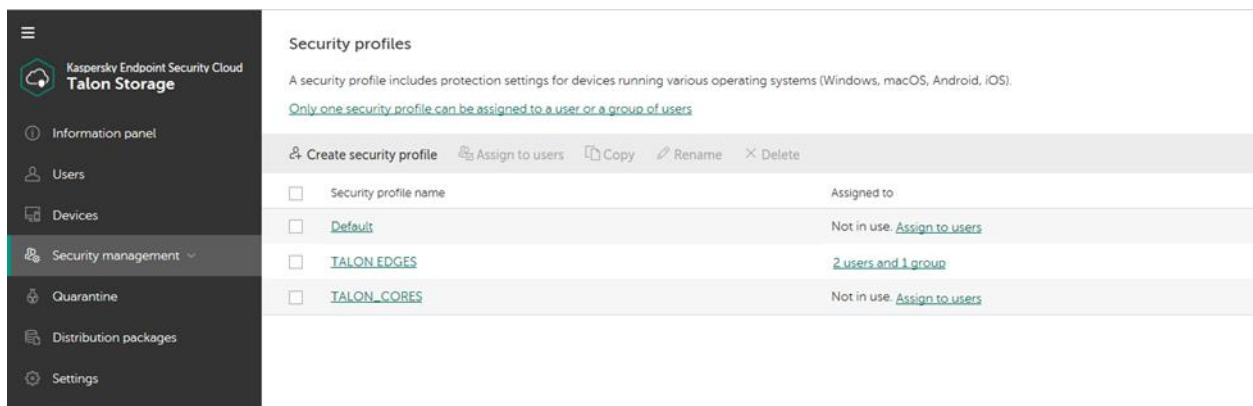 Kaspersky Endpoint Security Cloud
Talon Storage
Information panel
Users
Devices
Security management
Quarantine
Distribution packages
Settings
Security profiles
A security profile includes protection settings for devices running various operating systems (Windows, macOS, Android, iOS).
Only one security profile can be assigned to a user or a group of users
Create security profile Assign to users Copy Rename Delete
Security profile name Assigned to
Default Not in use. Assign to users
TALON EDGES 2 users and 1 group
TALON_CORES Not in use. Assign to users